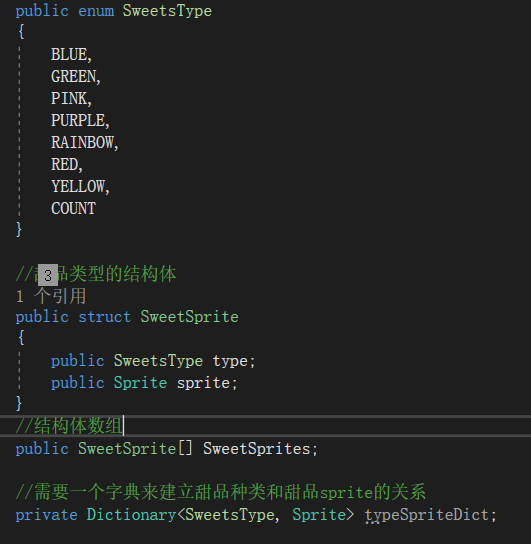 public enum SweetsType
{
BLUE,
GREEN,
PINK,
PURPLE,
RAINBOW,
RED,
YELLOW,
COUNT
}
//品类型的结构体
3
1 个引用
public struct SweetSprite
{
public SweetsType type;
public Sprite sprite;
}
//结构体数组
public SweetSprite[] SweetSprites;
//需要一个字典来建立甜品种类和甜品sprite的关系
private Dictionary<SweetsType, Sprite> typeSpriteDict;